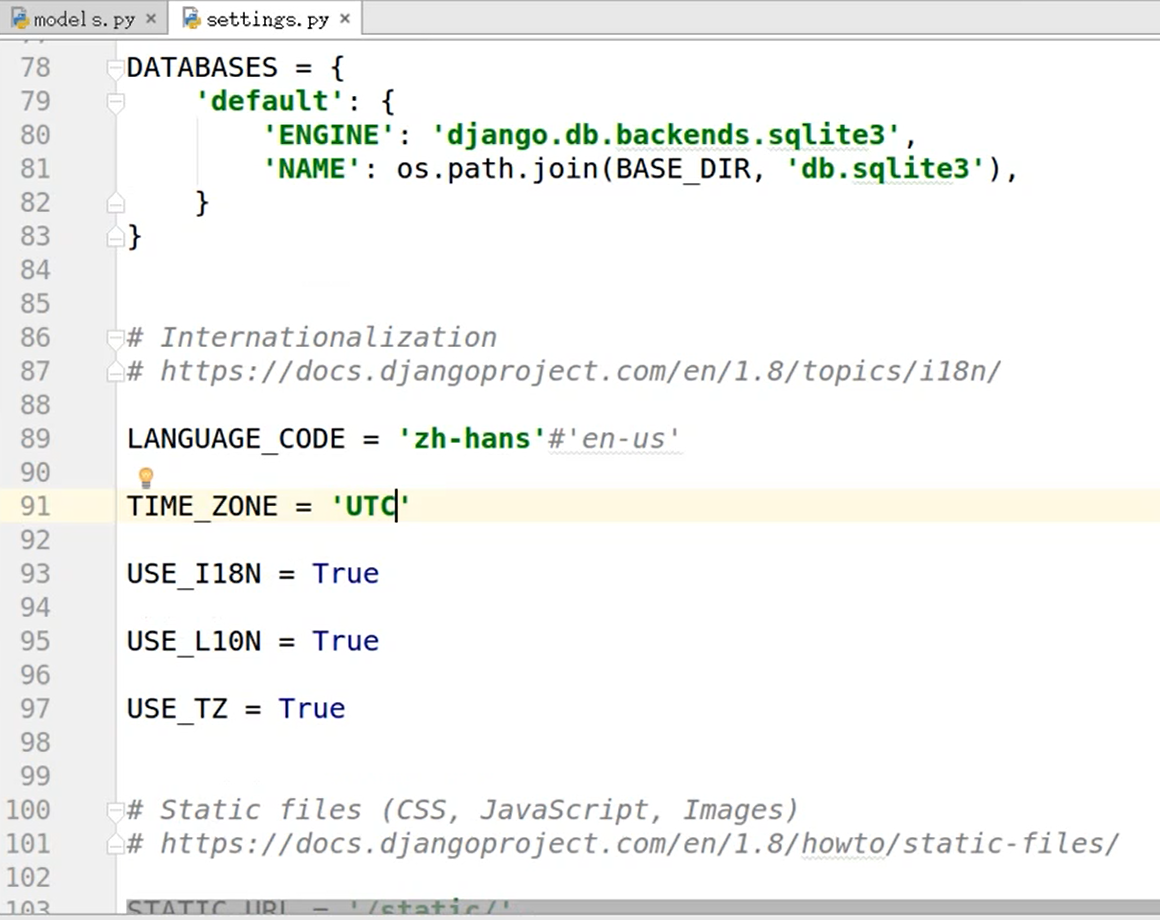 models.py × settings.py ×
78 DATABASES = {
79 'default': {
80 'ENGINE': 'django.db.backends.sqlite3',
81 'NAME': os.path.join(BASE_DIR, 'db.sqlite3'),
82 }
83 }
84
85
86 # Internationalization
87 # https://docs.djangoproject.com/en/1.8/topics/i18n/
88
89 LANGUAGE_CODE = 'zh-hans'#'en-us'
90
91 TIME_ZONE = 'UTC'
92
93 USE_I18N = True
94
95 USE_L10N = True
96
97 USE_TZ = True
98
99
100 # Static files (CSS, JavaScript, Images)
101 # https://docs.djangoproject.com/en/1.8/howto/static-files/
102
103 STATIC_URL = '/static/'